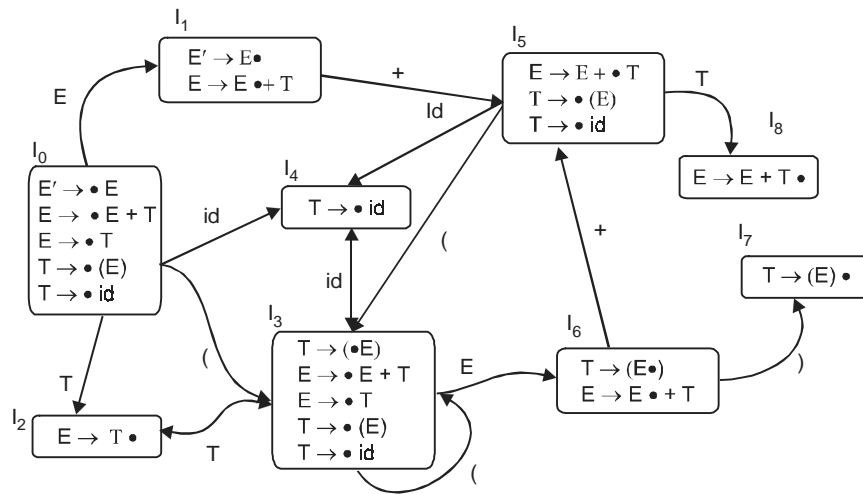 I1
E′ → E•
E → E •+ T
E
+
I5
E → E + • T
T → • (E)
T → • id
T
I8
E → E + T •
I0
E′ → • E
E → • E + T
E → • T
T → • (E)
T → • id
Id
id
I4
T → • id
id
(
+
I7
T → (E) •
T
(
I3
T → (•E)
E → • E + T
E → • T
T → • (E)
T → • id
E
I6
T → (E•)
E → E • + T
)
I2
E → T •
T
(